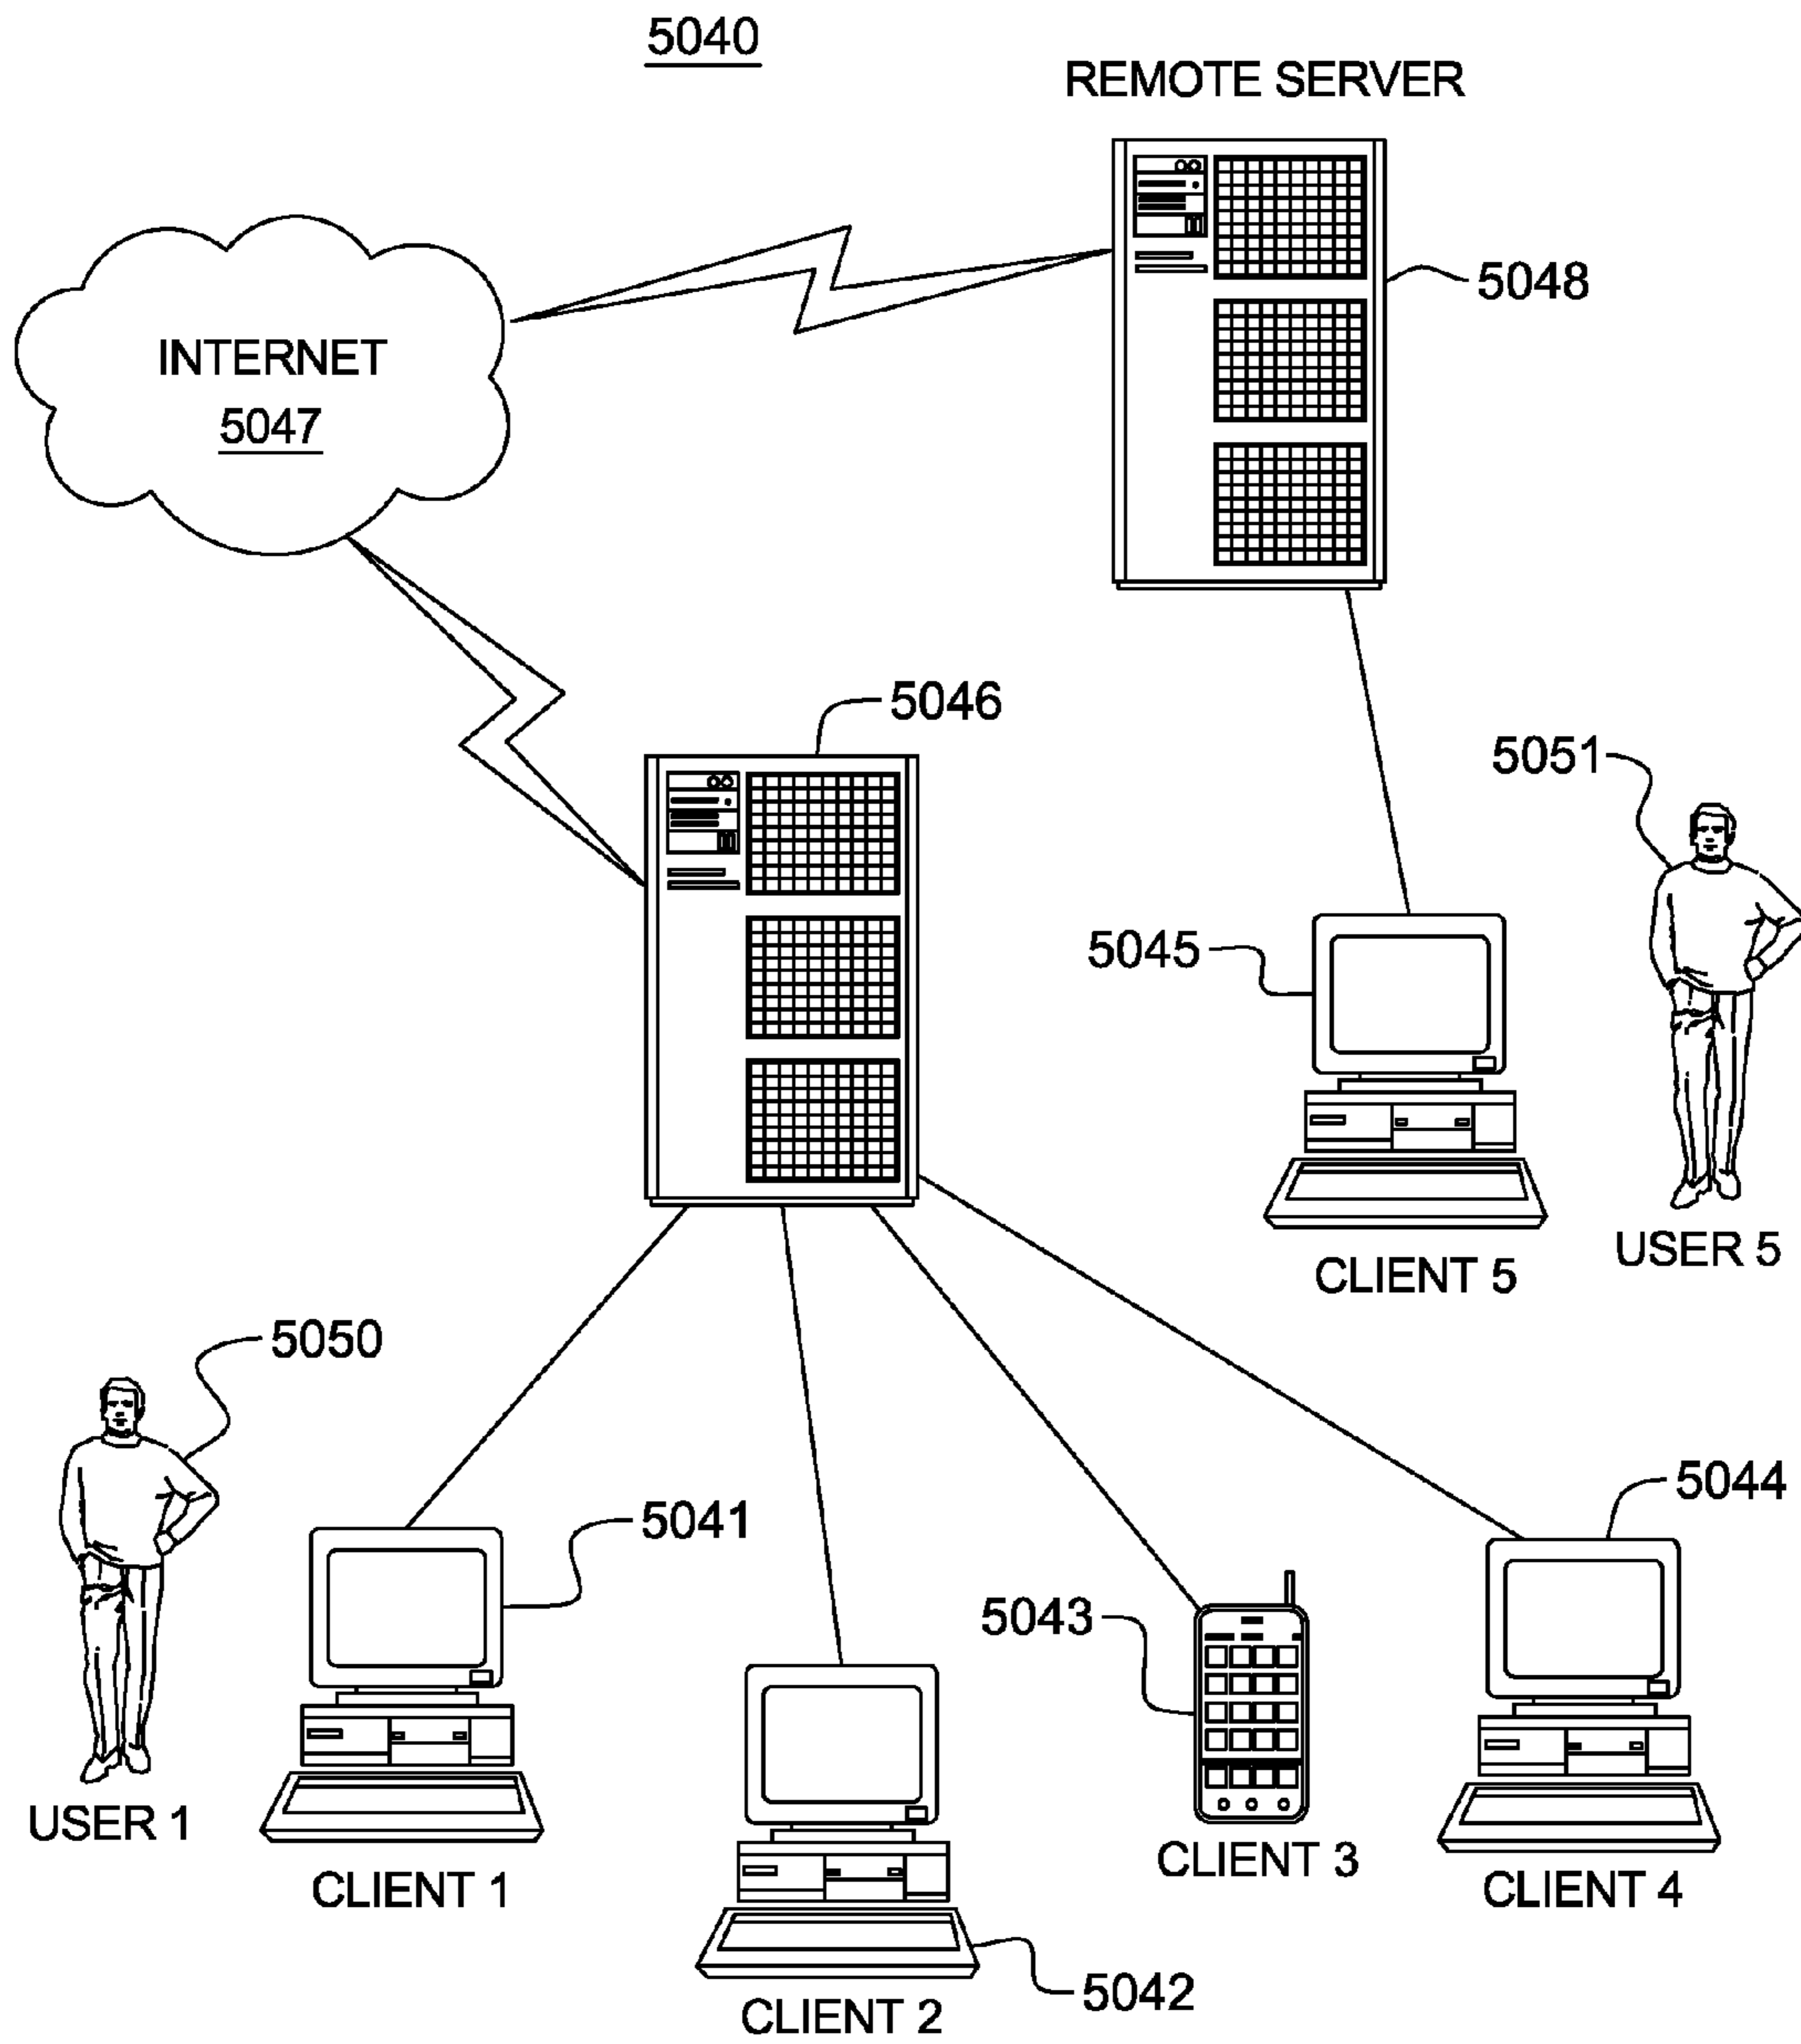 5040
REMOTE SERVER
5048
INTERNET
5047
5046
5051
5045
CLIENT 5
USER 5
5050
5041
5044
5043
USER 1
CLIENT 1
CLIENT 3
CLIENT 4
5042
CLIENT 2